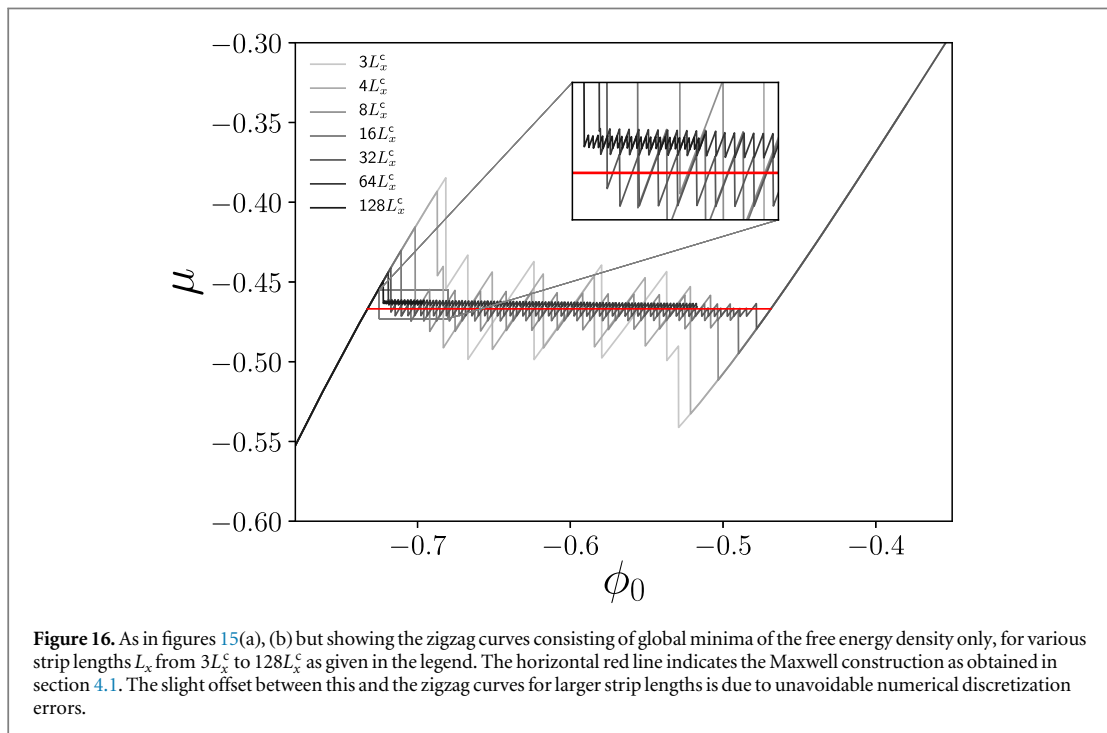 −0.30
−0.35
−0.40
−0.45
−0.50
−0.55
−0.60
μ
3L_x^c
4L_x^c
8L_x^c
16L_x^c
32L_x^c
64L_x^c
128L_x^c
−0.7 −0.6 −0.5 −0.4
ϕ₀
Figure 16. As in figures 15(a), (b) but showing the zigzag curves consisting of global minima of the free energy density only, for various
strip lengths L_x from 3L_x^c to 128L_x^c as given in the legend. The horizontal red line indicates the Maxwell construction as obtained in
section 4.1. The slight offset between this and the zigzag curves for larger strip lengths is due to unavoidable numerical discretization
errors.